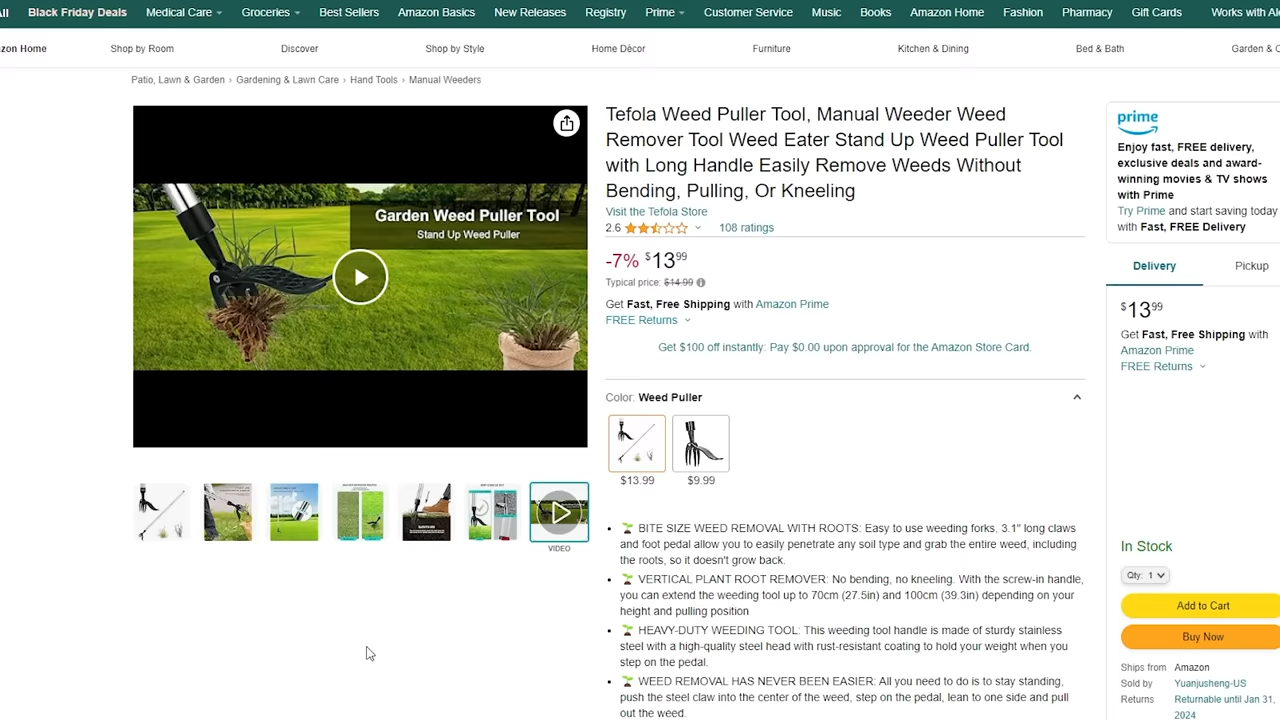 All
Black Friday Deals
Medical Care
Groceries
Best Sellers
Amazon Basics
New Releases
Registry
Prime
Customer Service
Music
Books
Amazon Home
Fashion
Pharmacy
Gift Cards
Works with Al
zon Home
Shop by Room
Discover
Shop by Style
Home Décor
Furniture
Kitchen & Dining
Bed & Bath
Garden & O
Patio, Lawn & Garden › Gardening & Lawn Care › Hand Tools › Manual Weeders
Garden Weed Puller Tool
Stand Up Weed Puller
VIDEO
Tefola Weed Puller Tool, Manual Weeder Weed
Remover Tool Weed Eater Stand Up Weed Puller Tool
with Long Handle Easily Remove Weeds Without
Bending, Pulling, Or Kneeling
Visit the Tefola Store
2.6
108 ratings
-7% $13.99
Typical price: $14.99
Get Fast, Free Shipping with Amazon Prime
FREE Returns
Get $100 off instantly: Pay $0.00 upon approval for the Amazon Store Card.
Color: Weed Puller
$13.99
$9.99
BITE SIZE WEED REMOVAL WITH ROOTS: Easy to use weeding forks. 3.1" long claws
and foot pedal allow you to easily penetrate any soil type and grab the entire weed, including
the roots, so it doesn't grow back.
VERTICAL PLANT ROOT REMOVER: No bending, no kneeling. With the screw-in handle,
you can extend the weeding tool up to 70cm (27.5in) and 100cm (39.3in) depending on your
height and pulling position
HEAVY-DUTY WEEDING TOOL: This weeding tool handle is made of sturdy stainless
steel with a high-quality steel head with rust-resistant coating to hold your weight when you
step on the pedal.
WEED REMOVAL HAS NEVER BEEN EASIER: All you need to do is to stay standing,
push the steel claw into the center of the weed, step on the pedal, lean to one side and pull
out the weed.
prime
Enjoy fast, FREE delivery,
exclusive deals and award-
winning movies & TV shows
with Prime
Try Prime and start saving today
with Fast, FREE Delivery
Delivery
Pickup
$13.99
Get Fast, Free Shipping with
Amazon Prime
FREE Returns
In Stock
Qty: 1
Add to Cart
Buy Now
Ships from Amazon
Sold by Yuanjusheng-US
Returns Returnable until Jan 31,
2024